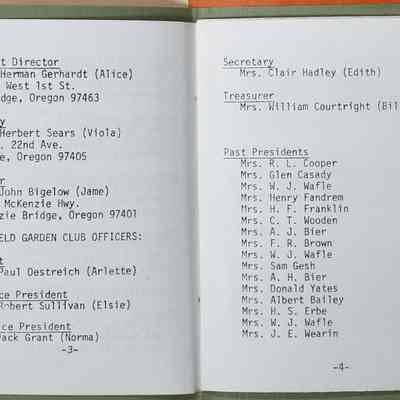 t Director
Herman Gerhardt (Alice)
West 1st St.
dge, Oregon 97463
y
Herbert Sears (Viola)
. 22nd Ave.
e, Oregon 97405
r
John Bigelow (Jame)
McKenzie Hwy.
zie Bridge, Oregon 97401
ELD GARDEN CLUB OFFICERS:
t
Paul Oestreich (Arlette)
ice President
Robert Sullivan (Elsie)
ice President
Jack Grant (Norma)
-3-
Secretary
Mrs. Clair Hadley (Edith)
Treasurer
Mrs. William Courtright (Bil
Past Presidents
Mrs. R. L. Cooper
Mrs. Glen Casady
Mrs. W. J. Wafle
Mrs. Henry Fandrem
Mrs. H. F. Franklin
Mrs. C. T. Wooden
Mrs. A. J. Bier
Mrs. F. R. Brown
Mrs. W. J. Wafle
Mrs. Sam Gesh
Mrs. A. H. Bier
Mrs. Donald Yates
Mrs. Albert Bailey
Mrs. H. S. Erbe
Mrs. W. J. Wafle
Mrs. J. E. Wearin
-4-